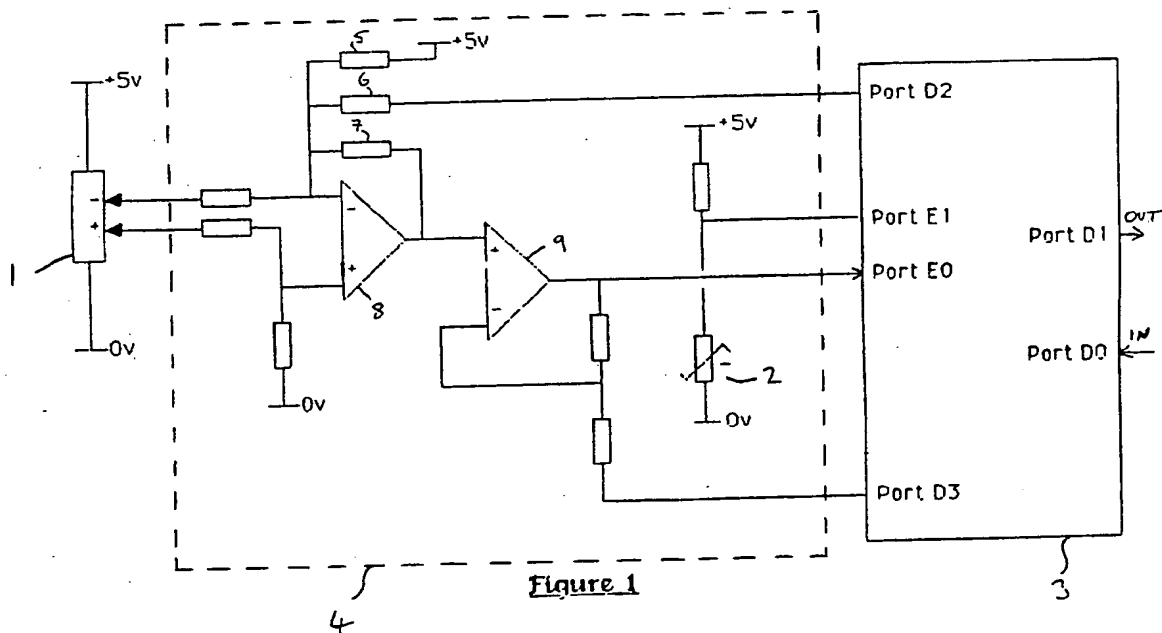 5
+5v
+5v
6
Port D2
7
+5v
-
+
1
-
+
8
+
-
9
Port E1
OUT
Port D1
Port E0
IN
Port D0
0v
0v
- 2
0v
Port D3
Figure 1
4
3